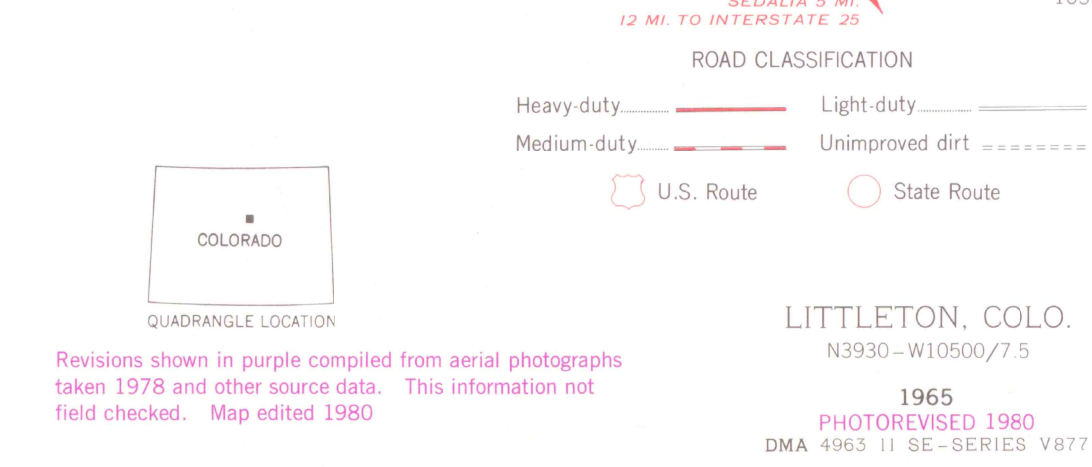 SEDALIA 5 MI.
12 MI. TO INTERSTATE 25
ROAD CLASSIFICATION
Heavy-duty
Light-duty
Medium-duty
Unimproved dirt
U.S. Route
State Route
COLORADO
QUADRANGLE LOCATION
Revisions shown in purple compiled from aerial photographs
taken 1978 and other source data. This information not
field checked. Map edited 1980
LITTLETON, COLO.
N3930–W10500/7.5
1965
PHOTOREVISED 1980
DMA 4963 II SE–SERIES V877